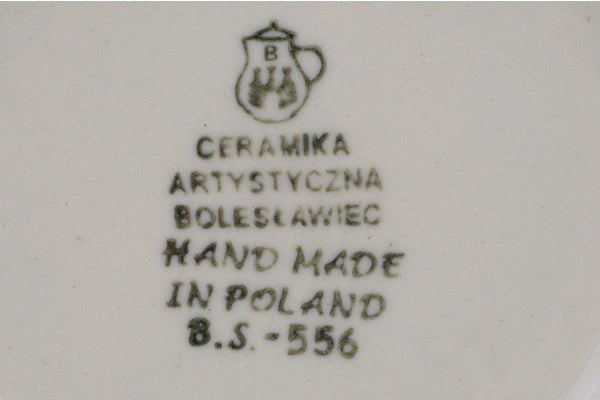 B
CERAMIKA
ARTYSTYCZNA
BOLESŁAWIEC
HAND MADE
IN POLAND
B.S.-556